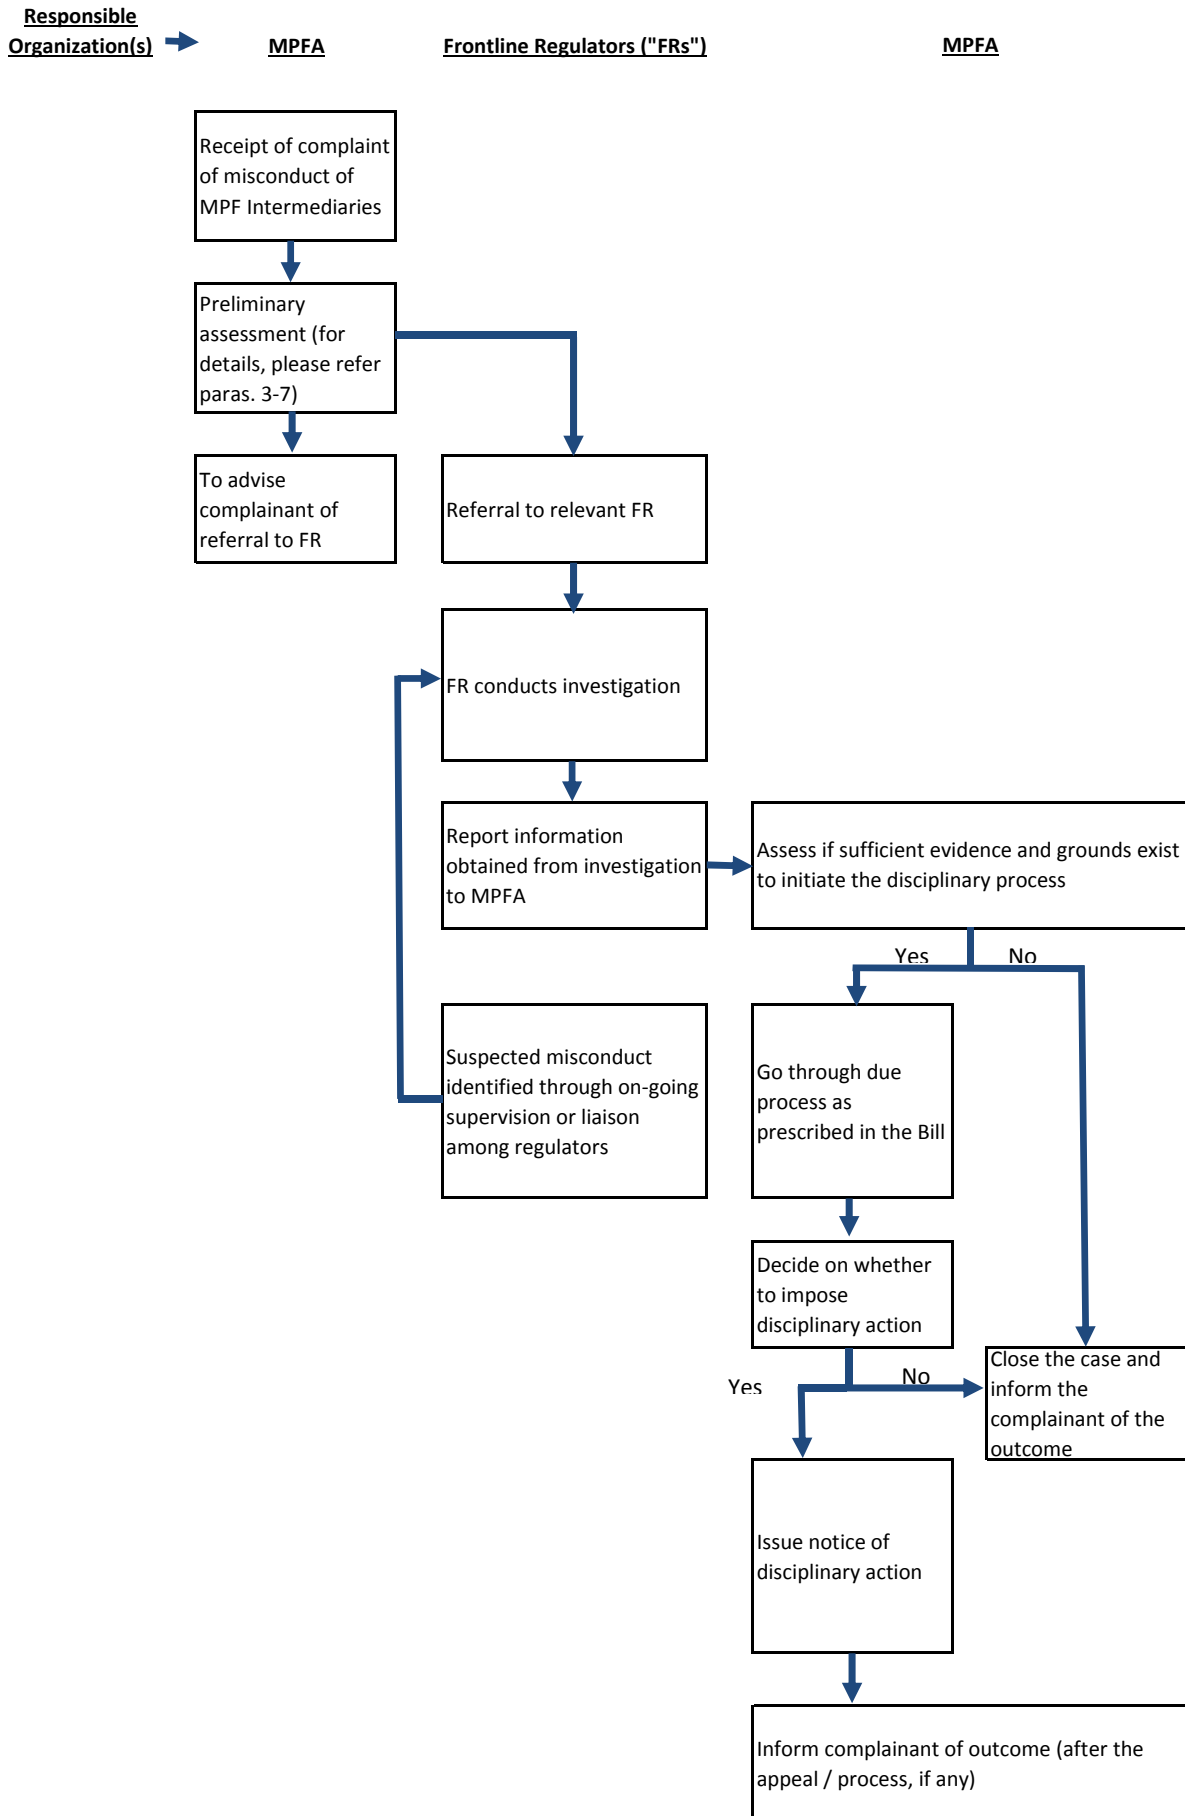 Responsible
Organization(s)
MPFA
Frontline Regulators ("FRs")
MPFA
Receipt of complaint
of misconduct of
MPF Intermediaries
Preliminary
assessment (for
details, please refer
paras. 3-7)
To advise
complainant of
referral to FR
Referral to relevant FR
FR conducts investigation
Report information
obtained from investigation
to MPFA
Assess if sufficient evidence and grounds exist
to initiate the disciplinary process
Yes
No
Suspected misconduct
identified through on-going
supervision or liaison
among regulators
Go through due
process as
prescribed in the Bill
Decide on whether
to impose
disciplinary action
Yes
No
Close the case and
inform the
complainant of the
outcome
Issue notice of
disciplinary action
Inform complainant of outcome (after the
appeal / process, if any)